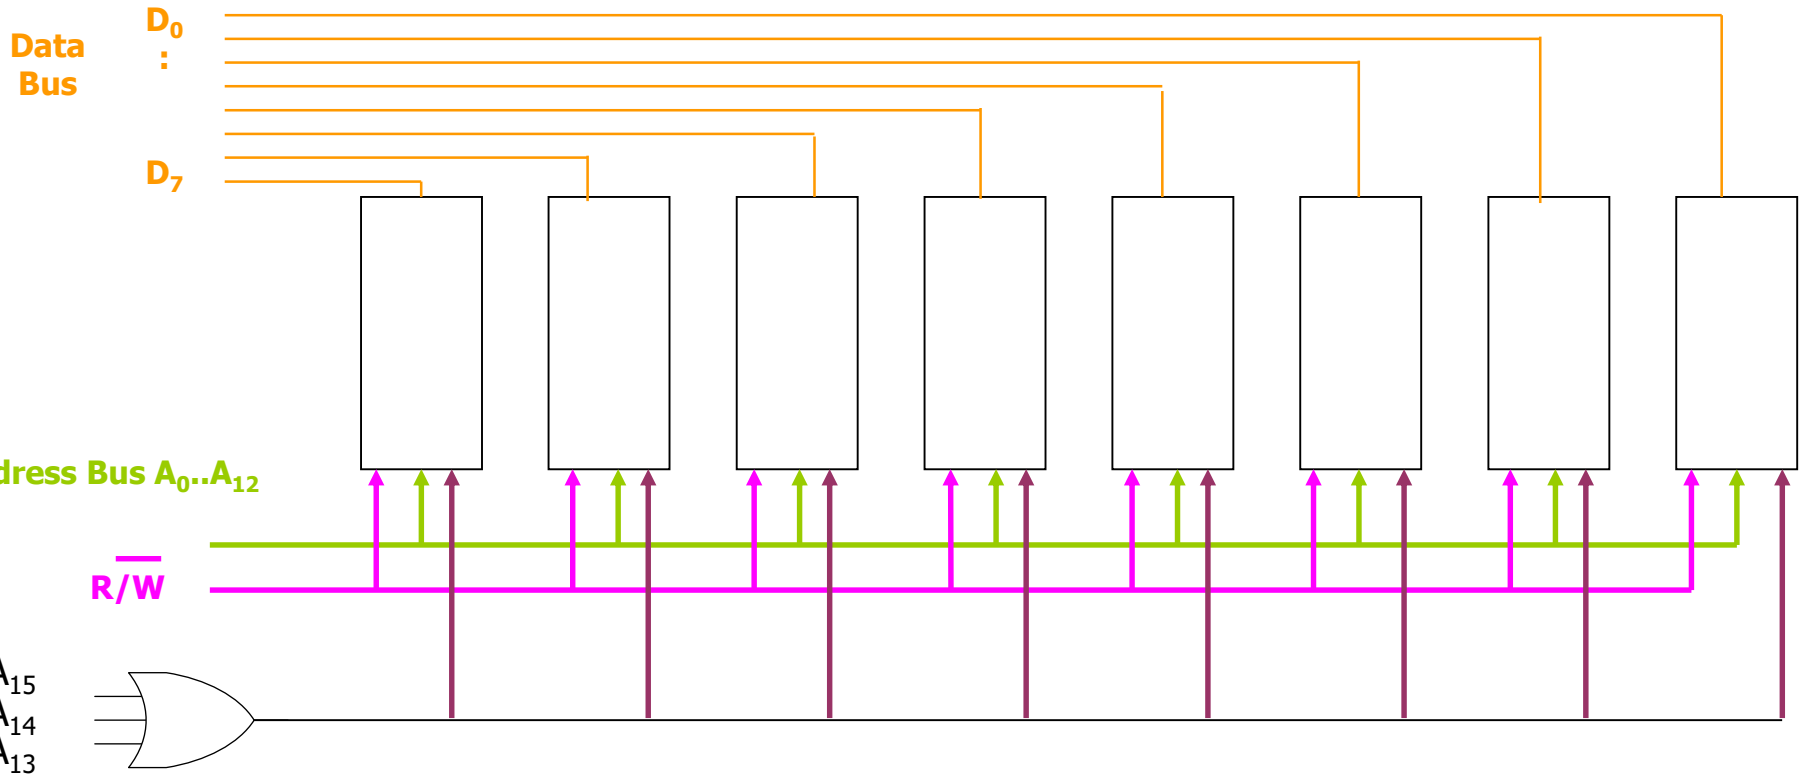 Data
Bus
D₀
:
D₇
dress Bus A₀..A₁₂
R/W̅
A₁₅
A₁₄
A₁₃